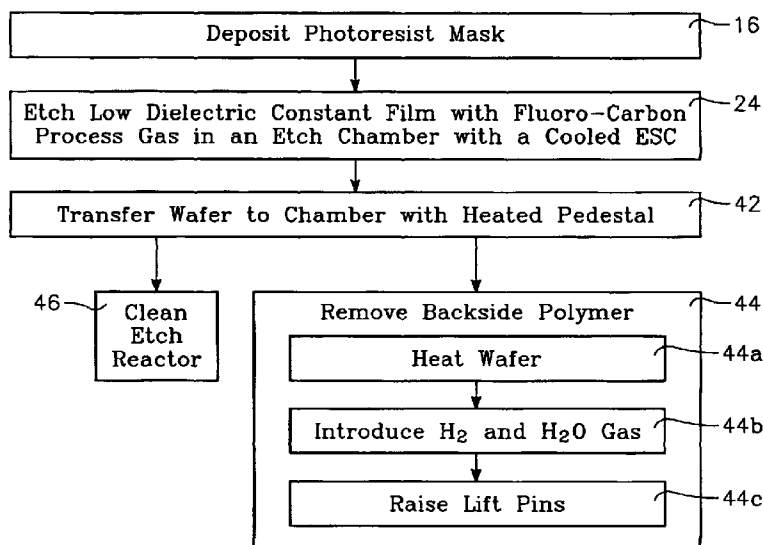 Deposit Photoresist Mask
16
Etch Low Dielectric Constant Film with Fluoro-Carbon
Process Gas in an Etch Chamber with a Cooled ESC
24
Transfer Wafer to Chamber with Heated Pedestal
42
46
Clean
Etch
Reactor
Remove Backside Polymer
44
Heat Wafer
44a
Introduce H₂ and H₂O Gas
44b
Raise Lift Pins
44c